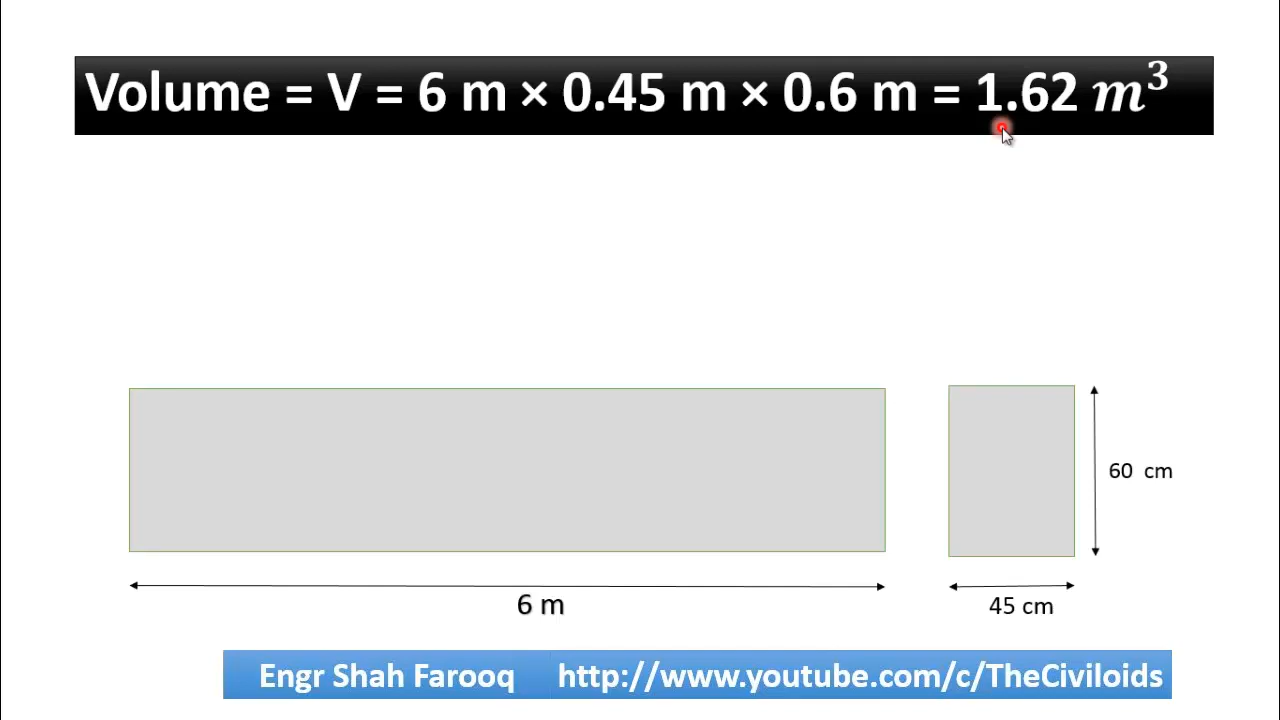 Volume = V = 6 m × 0.45 m × 0.6 m = 1.62 m³
60 cm
6 m
45 cm
Engr Shah Farooq http://www.youtube.com/c/TheCiviloids